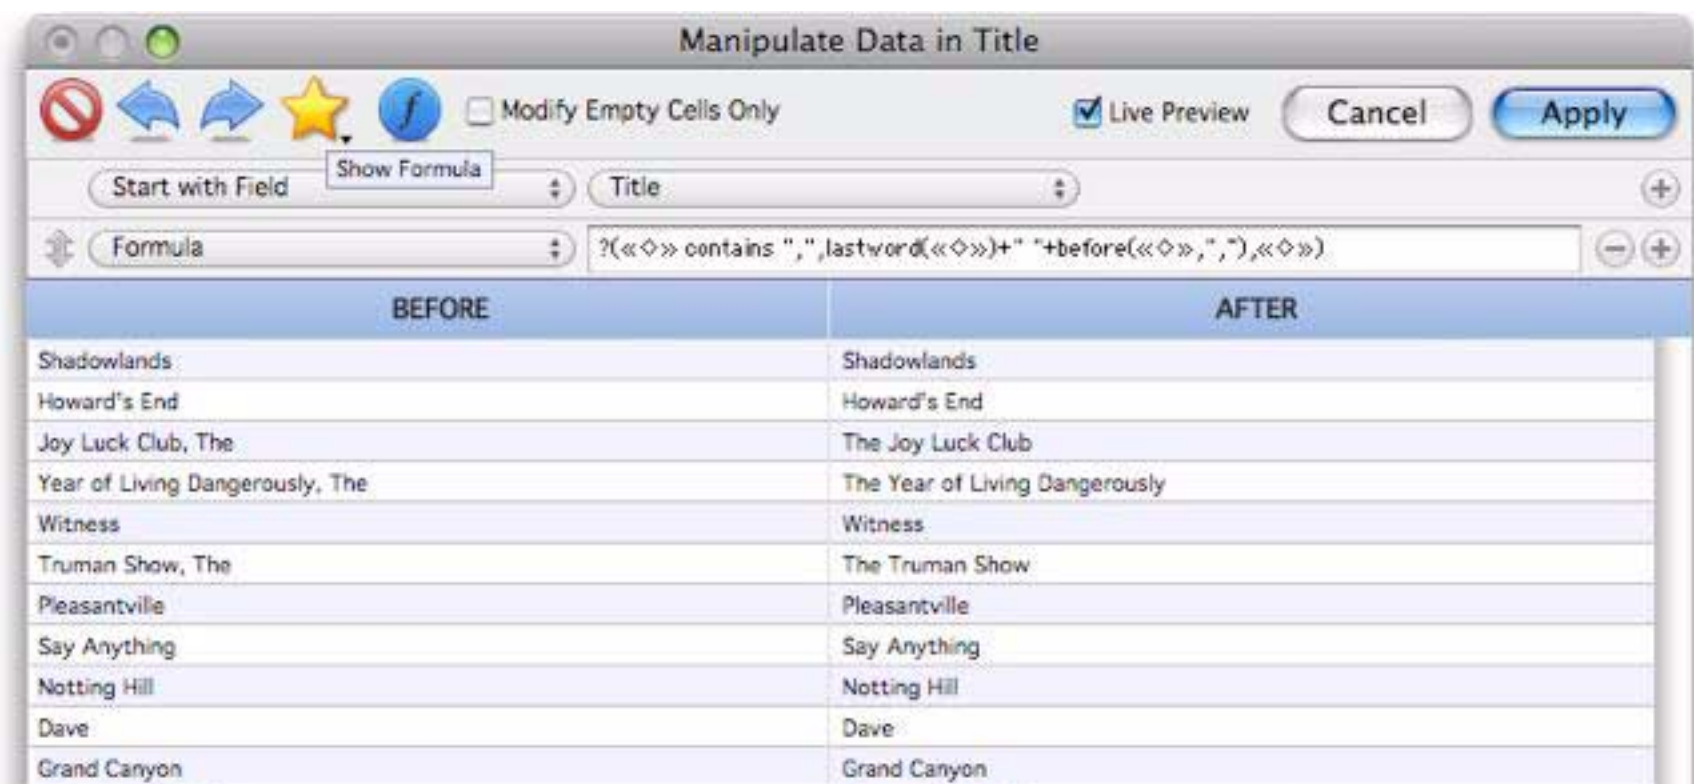 Manipulate Data in Title
Modify Empty Cells Only
Live Preview
Cancel
Apply
Show Formula
Start with Field
Title
Formula
?(«◇» contains ",",lastword(«◇»)+" "+before(«◇»,","),«◇»)
BEFORE AFTER
Shadowlands Shadowlands
Howard's End Howard's End
Joy Luck Club, The The Joy Luck Club
Year of Living Dangerously, The The Year of Living Dangerously
Witness Witness
Truman Show, The The Truman Show
Pleasantville Pleasantville
Say Anything Say Anything
Notting Hill Notting Hill
Dave Dave
Grand Canyon Grand Canyon